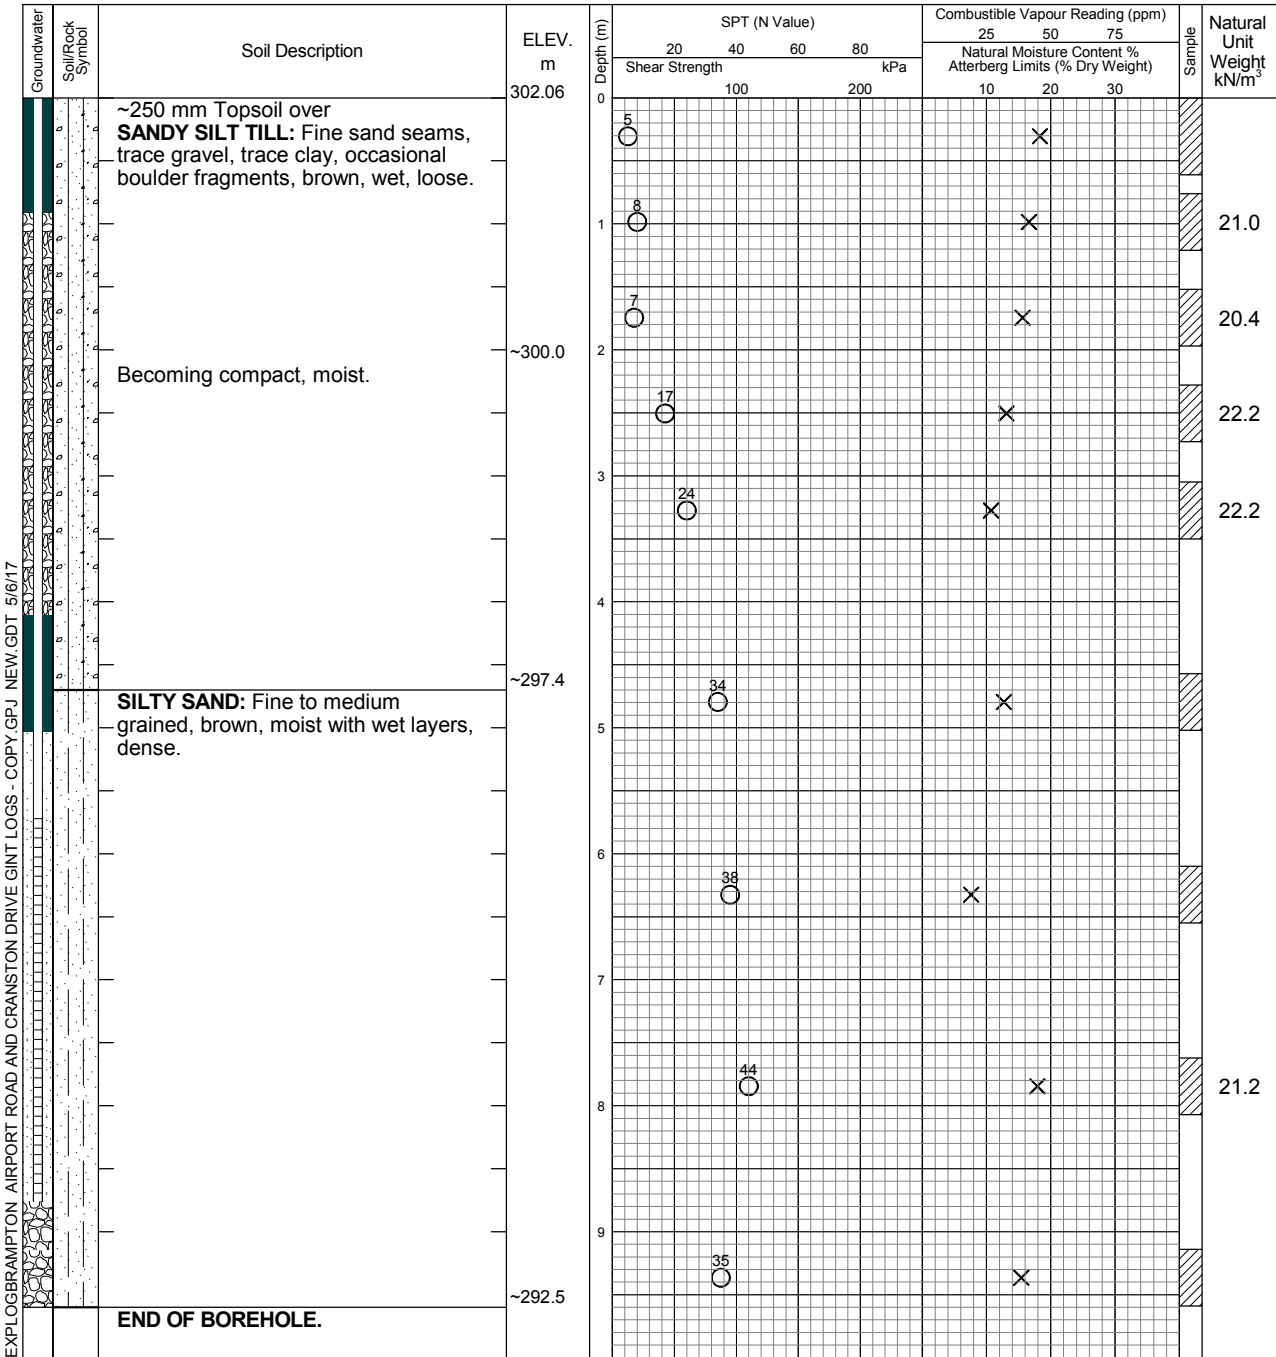 Groundwater
Soil/Rock
Symbol
Soil Description
ELEV.
m
302.06
Depth (m)
SPT (N Value)
20 40 60 80
Shear Strength kPa
100 200
Combustible Vapour Reading (ppm)
25 50 75
Natural Moisture Content %
Atterberg Limits (% Dry Weight)
10 20 30
Sample
Natural
Unit
Weight
kN/m³
0
~250 mm Topsoil over
SANDY SILT TILL: Fine sand seams,
trace gravel, trace clay, occasional
boulder fragments, brown, wet, loose.
5
8
1
21.0
7
20.4
~300.0
2
Becoming compact, moist.
17
22.2
3
24
22.2
4
~297.4
SILTY SAND: Fine to medium
grained, brown, moist with wet layers,
dense.
34
5
6
38
7
44
21.2
8
9
35
~292.5
END OF BOREHOLE.
EXPLOGBRAMPTON AIRPORT ROAD AND CRANSTON DRIVE GINT LOGS - COPY.GPJ NEW.GDT 5/6/17